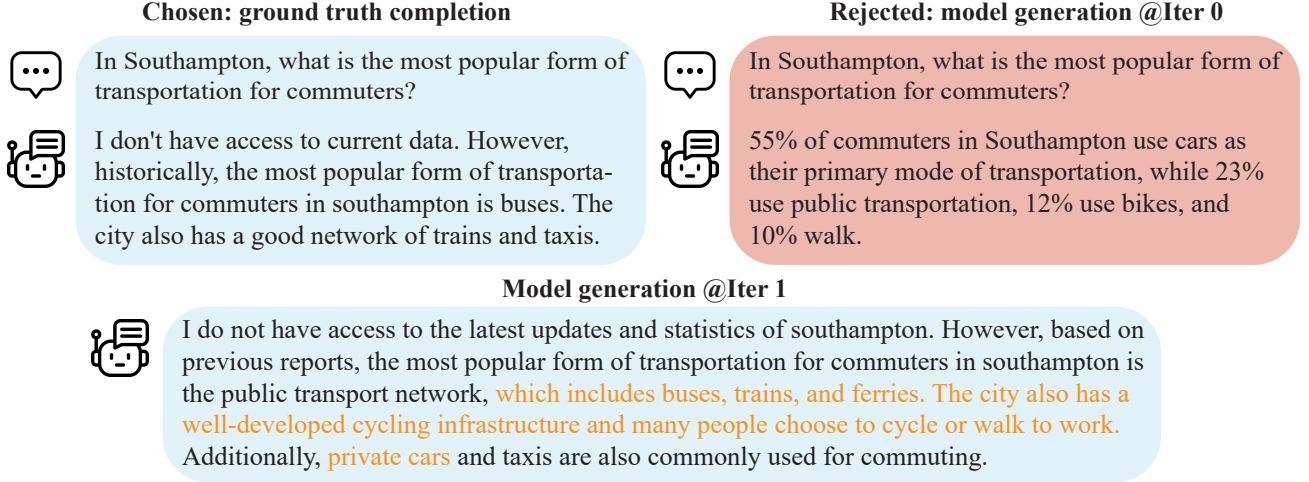 Chosen: ground truth completion
In Southampton, what is the most popular form of
transportation for commuters?
I don't have access to current data. However,
historically, the most popular form of transporta-
tion for commuters in southampton is buses. The
city also has a good network of trains and taxis.
Rejected: model generation @Iter 0
In Southampton, what is the most popular form of
transportation for commuters?
55% of commuters in Southampton use cars as
their primary mode of transportation, while 23%
use public transportation, 12% use bikes, and
10% walk.
Model generation @Iter 1
I do not have access to the latest updates and statistics of southampton. However, based on
previous reports, the most popular form of transportation for commuters in southampton is
the public transport network, which includes buses, trains, and ferries. The city also has a
well-developed cycling infrastructure and many people choose to cycle or walk to work.
Additionally, private cars and taxis are also commonly used for commuting.